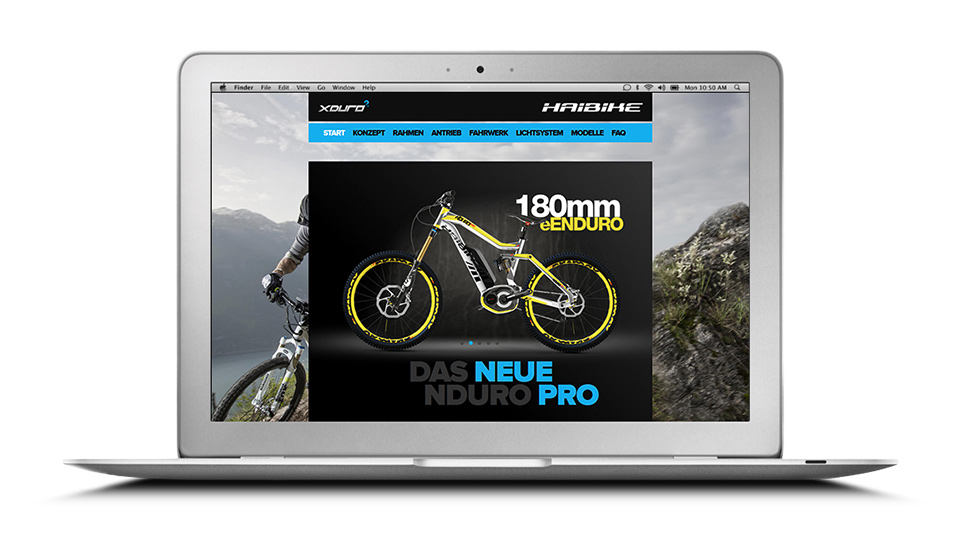 Finder File Edit View Go Window Help Mon 10:50 AM
XDURO HAIBIKE
START KONZEPT RAHMEN ANTRIEB FAHRWERK LICHTSYSTEM MODELLE FAQ
180mm
eENDURO
DAS NEUE
NDURO PRO